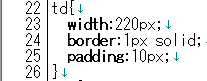 22 td{↓
23 width:220px;↓
24 border:1px solid;↓
25 padding:10px;↓
26 }↓